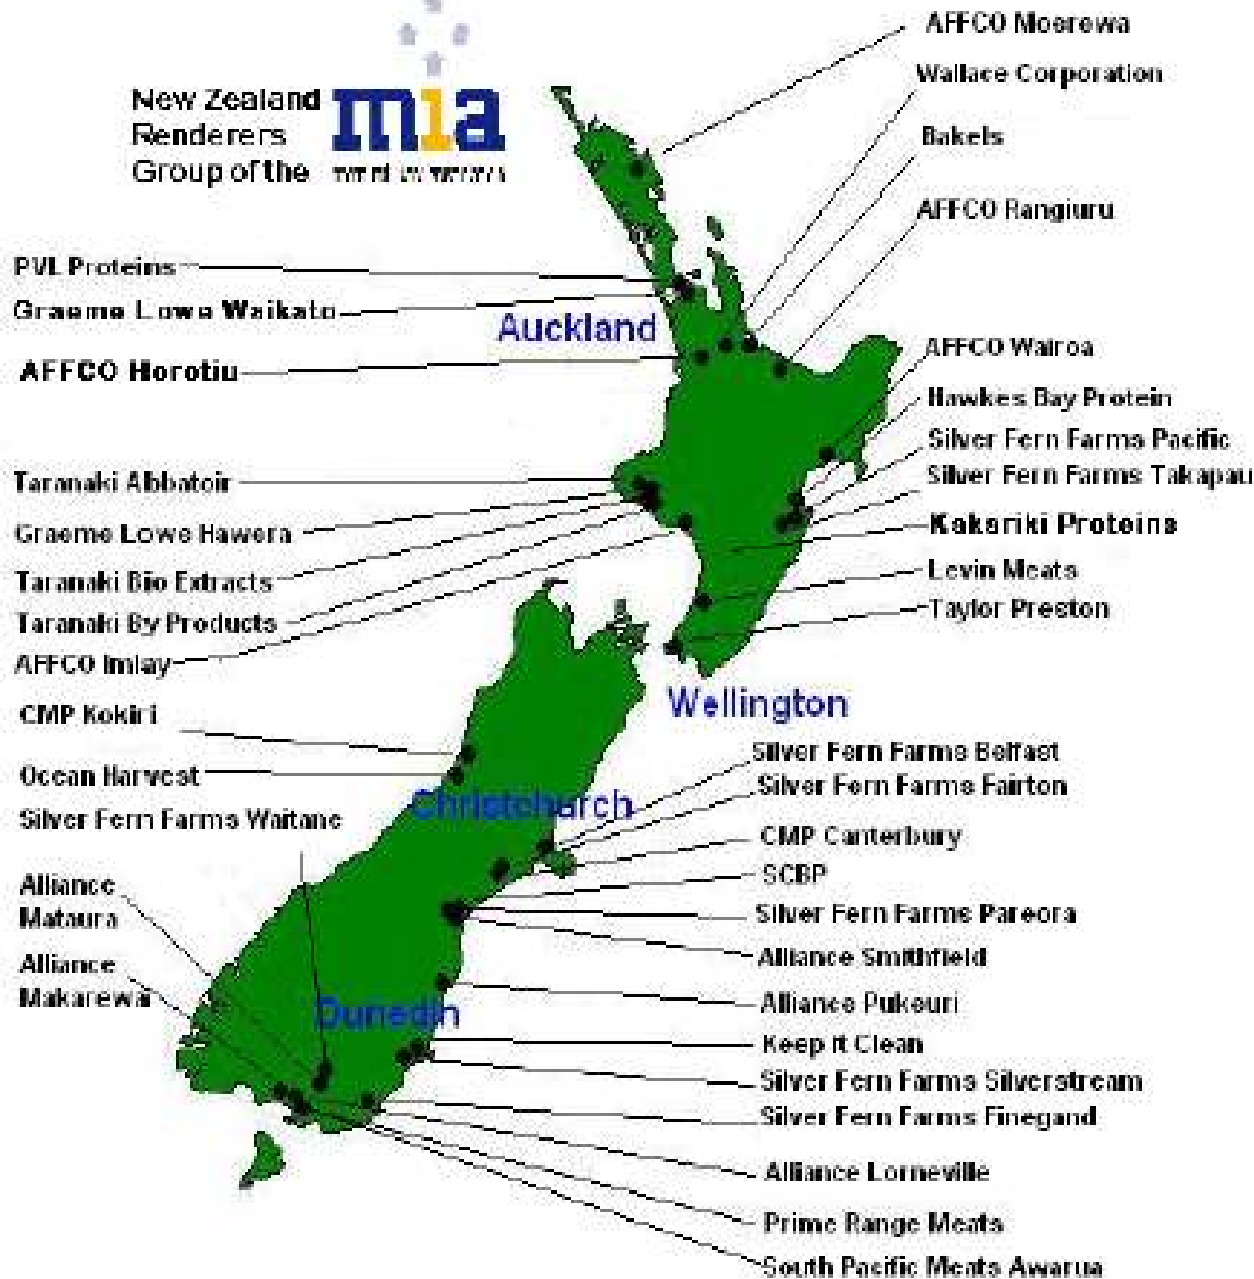 New Zealand
Renderers
Group of the
mia
AFFCO Moerewa
Wallace Corporation
Bakels
AFFCO Rangiuru
PVL Proteins
Graeme Lowe Waikato
Auckland
AFFCO Horotiu
AFFCO Wairoa
Hawkes Bay Protein
Silver Fern Farms Pacific
Silver Fern Farms Takapau
Kakariki Proteins
Levin Meats
Taylor Preston
Taranaki Abbatoir
Graeme Lowe Hawera
Taranaki Bio Extracts
Taranaki By Products
AFFCO Imlay
Wellington
CMP Kokiri
Ocean Harvest
Silver Fern Farms Waitane
Christchurch
Silver Fern Farms Belfast
Silver Fern Farms Fairton
CMP Canterbury
SCBP
Silver Fern Farms Pareora
Alliance Smithfield
Alliance
Mataura
Alliance
Makarewa
Dunedin
Alliance Pukeuri
Keep It Clean
Silver Fern Farms Silverstream
Silver Fern Farms Finegand
Alliance Lorneville
Prime Range Meats
South Pacific Meats Awarua